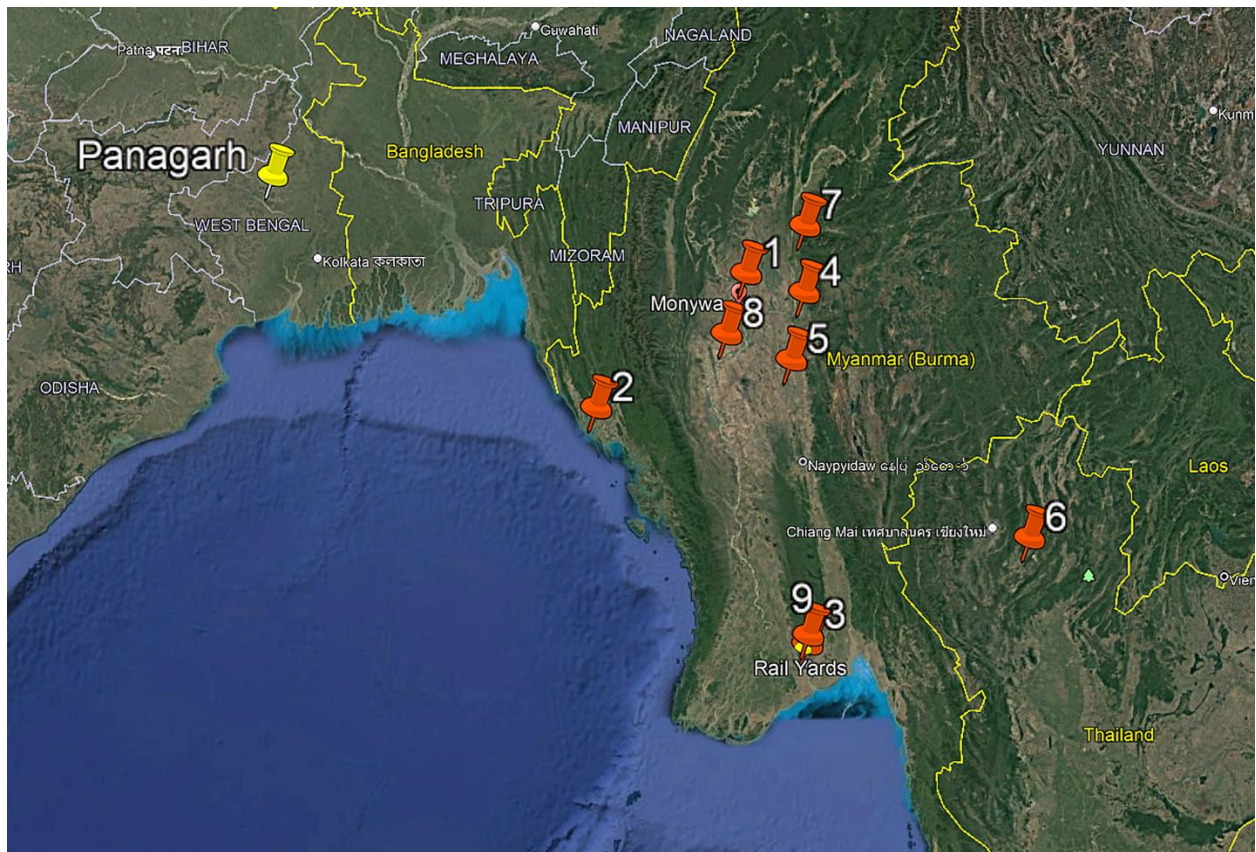 Guwahati
NAGALAND
Patna पटना BIHAR
MEGHALAYA
MANIPUR
Kunm
YUNNAN
Panagarh
Bangladesh
7
TRIPURA
WEST BENGAL
1
MIZORAM
Kolkata কলকাতা
RH
4
Monywa
8
5
Myanmar (Burma)
ODISHA
2
Naypyidaw
Laos
6
Chiang Mai เทศบาลนคร เชียงใหม่
Vien
9 3
Rail Yards
Thailand